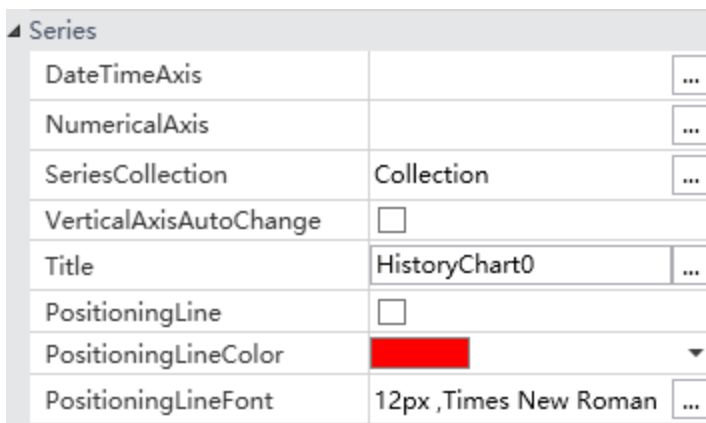 Series
DateTimeAxis ...
NumericalAxis ...
SeriesCollection Collection ...
VerticalAxisAutoChange
Title HistoryChart0 ...
PositioningLine
PositioningLineColor
PositioningLineFont 12px ,Times New Roman ...